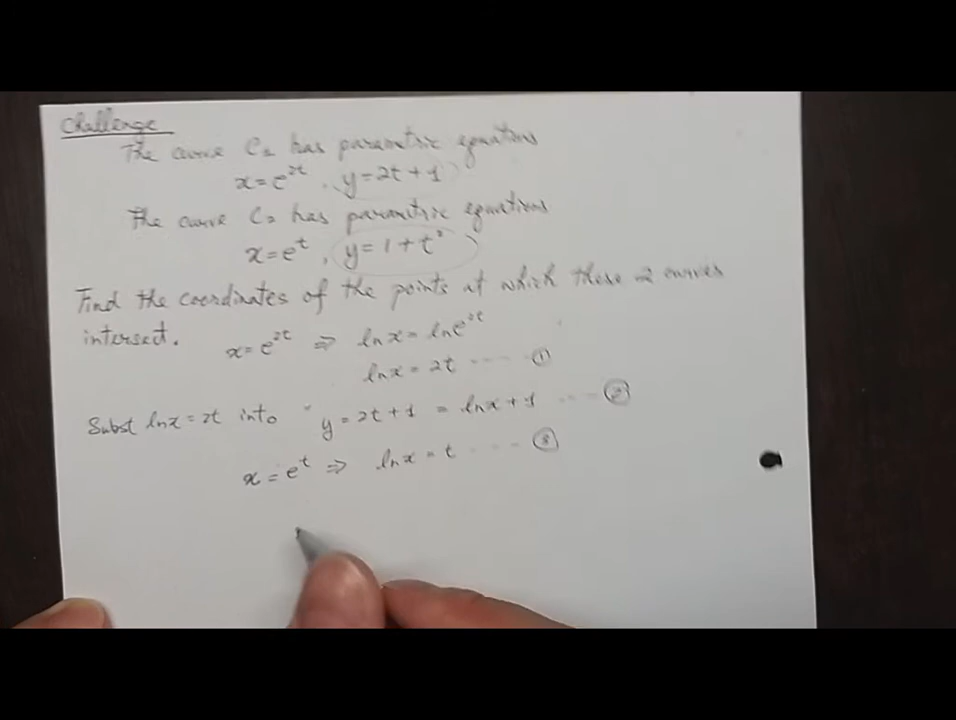 Challenge
The curve C₁ has parametric equations
x = e^{2t}, y = 2t + 1
The curve C₂ has parametric equations
x = e^t, y = 1 + t²
Find the coordinates of the points at which these 2 curves
intersect. x = e^{2t} ⇒ ln x = ln e^{2t}
ln x = 2t ---- ①
Subst ln x = 2t into y = 2t + 1 = ln x + 1 --- ②
x = e^t ⇒ ln x = t ---- ③